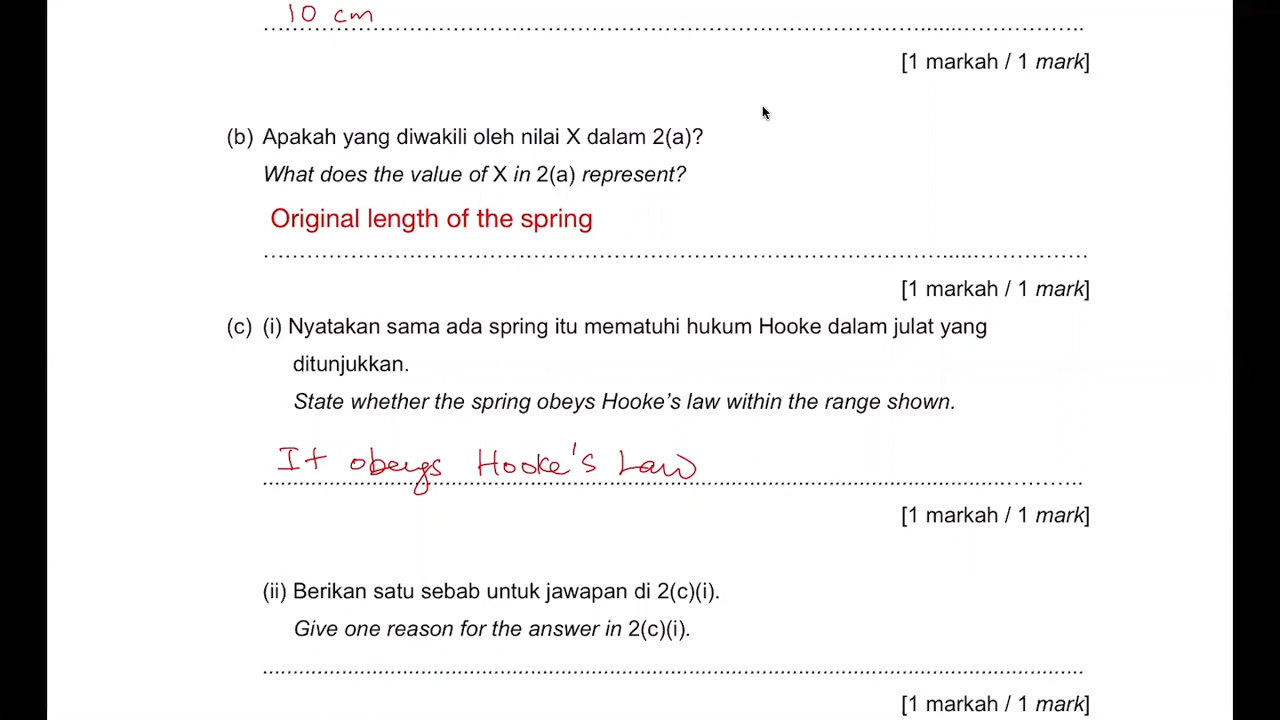 10 cm
[1 markah / 1 mark]
(b) Apakah yang diwakili oleh nilai X dalam 2(a)?
What does the value of X in 2(a) represent?
Original length of the spring
[1 markah / 1 mark]
(c) (i) Nyatakan sama ada spring itu mematuhi hukum Hooke dalam julat yang
ditunjukkan.
State whether the spring obeys Hooke's law within the range shown.
It obeys Hooke's Law
[1 markah / 1 mark]
(ii) Berikan satu sebab untuk jawapan di 2(c)(i).
Give one reason for the answer in 2(c)(i).
[1 markah / 1 mark]